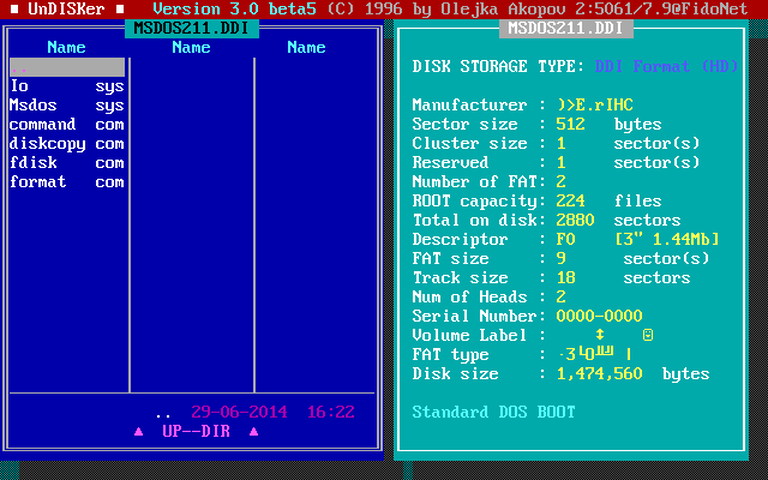 ■ UnDISKer ■ Version 3.0 beta5 (C) 1996 by Olejka Akopov 2:5061/7.9@FidoNet
MSDOS211.DDI
Name Name Name
..
Io sys
Msdos sys
command com
diskcopy com
fdisk com
format com
.. 29-06-2014 16:22
▲ UP--DIR ▲
MSDOS211.DDI
DISK STORAGE TYPE: DDI Format (HD)
Manufacturer : )>E.rIHC
Sector size : 512 bytes
Cluster size : 1 sector(s)
Reserved : 1 sector(s)
Number of FAT: 2
ROOT capacity: 224 files
Total on disk: 2880 sectors
Descriptor : F0 [3" 1.44Mb]
FAT size : 9 sector(s)
Track size : 18 sectors
Num of Heads : 2
Serial Number: 0000-0000
Volume Label : ↕ ☺
FAT type :
Disk size : 1,474,560 bytes
Standard DOS BOOT